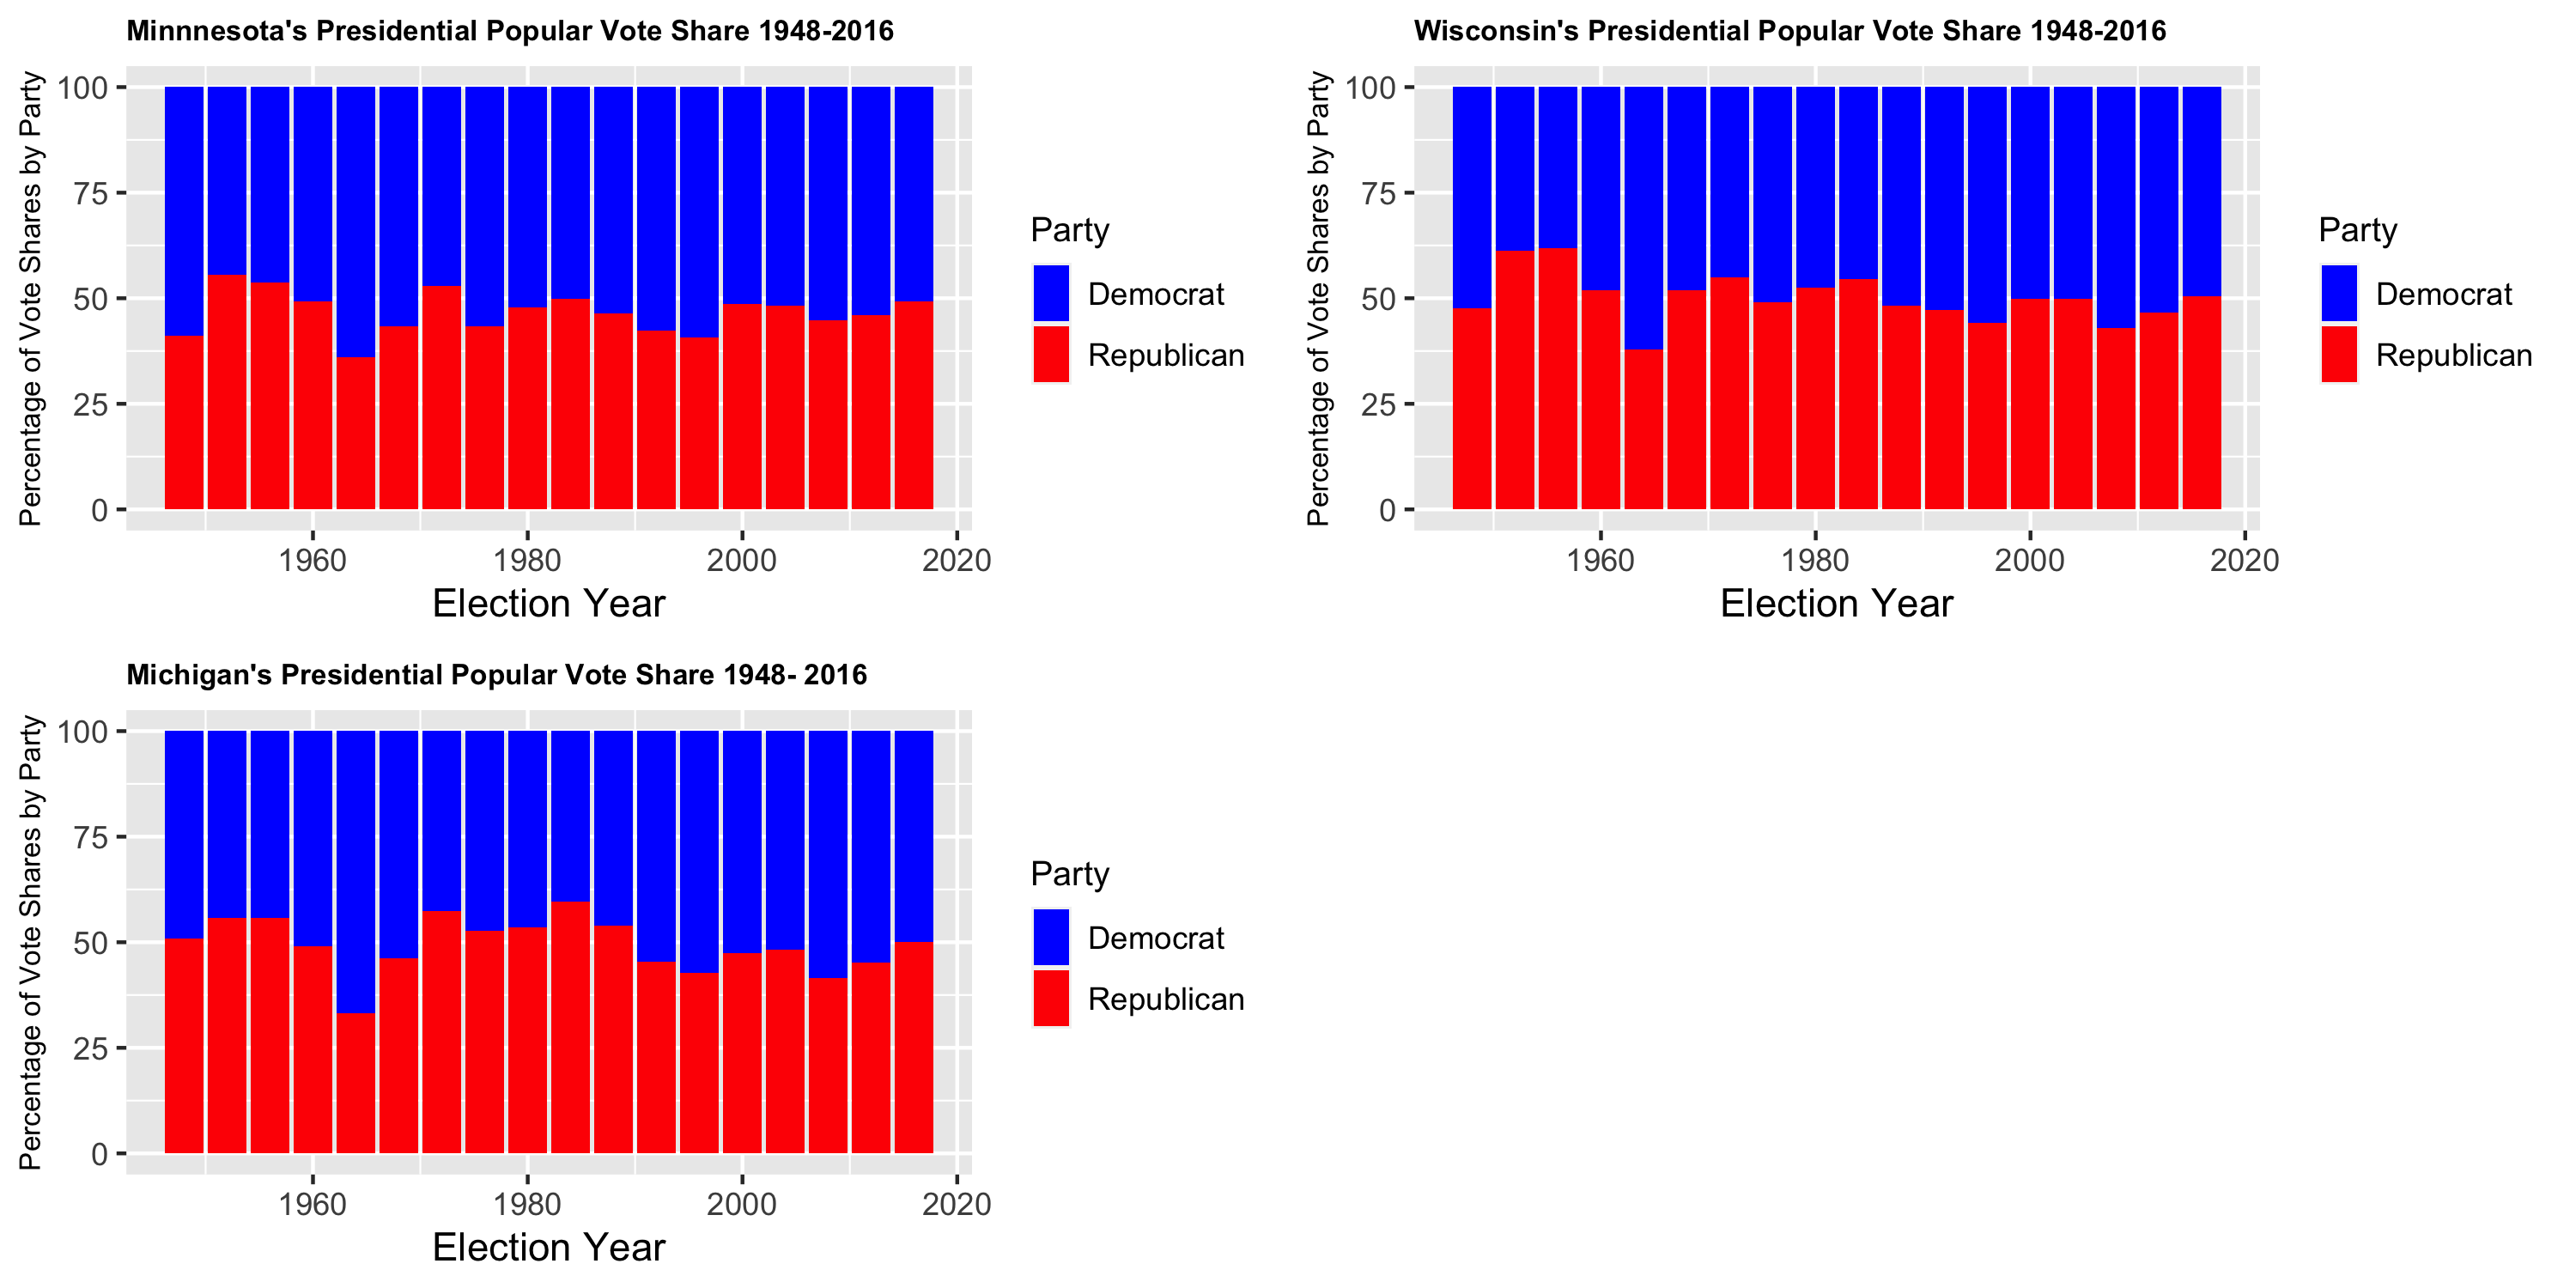 Minnnesota's Presidential Popular Vote Share 1948-2016
Percentage of Vote Shares by Party
100
75
50
25
0
1960 1980 2000 2020
Election Year
Party
Democrat
Republican
Wisconsin's Presidential Popular Vote Share 1948-2016
Percentage of Vote Shares by Party
100
75
50
25
0
1960 1980 2000 2020
Election Year
Party
Democrat
Republican
Michigan's Presidential Popular Vote Share 1948- 2016
Percentage of Vote Shares by Party
100
75
50
25
0
1960 1980 2000 2020
Election Year
Party
Democrat
Republican